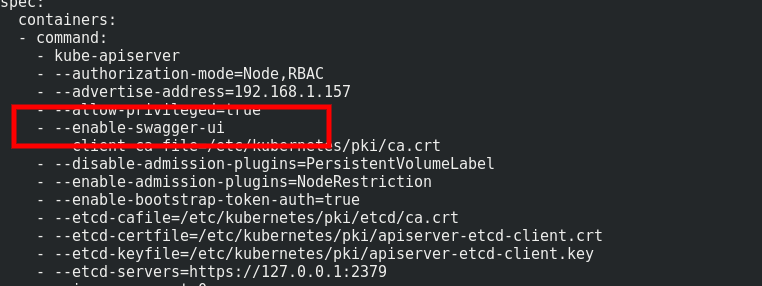 spec:
containers:
- command:
- kube-apiserver
- --authorization-mode=Node,RBAC
- --advertise-address=192.168.1.157
- --allow-privileged=true
- --enable-swagger-ui
- --client-ca-file=/etc/kubernetes/pki/ca.crt
- --disable-admission-plugins=PersistentVolumeLabel
- --enable-admission-plugins=NodeRestriction
- --enable-bootstrap-token-auth=true
- --etcd-cafile=/etc/kubernetes/pki/etcd/ca.crt
- --etcd-certfile=/etc/kubernetes/pki/apiserver-etcd-client.crt
- --etcd-keyfile=/etc/kubernetes/pki/apiserver-etcd-client.key
- --etcd-servers=https://127.0.0.1:2379